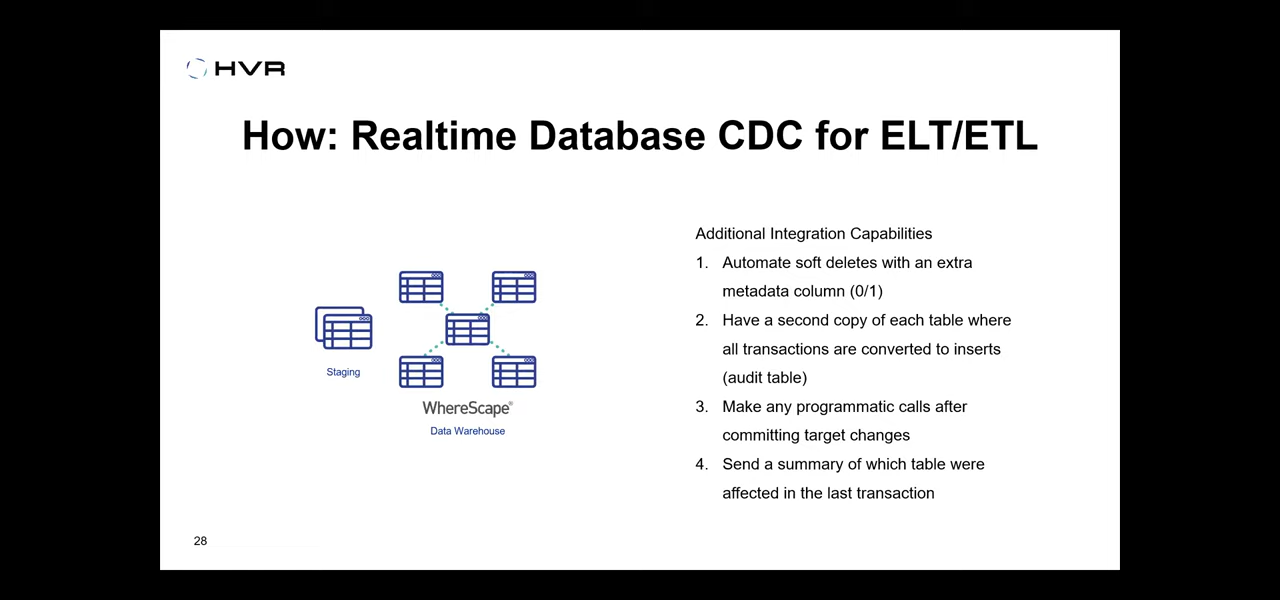 HVR
How: Realtime Database CDC for ELT/ETL
Staging
WhereScape®
Data Warehouse
Additional Integration Capabilities
1. Automate soft deletes with an extra
metadata column (0/1)
2. Have a second copy of each table where
all transactions are converted to inserts
(audit table)
3. Make any programmatic calls after
committing target changes
4. Send a summary of which table were
affected in the last transaction
28